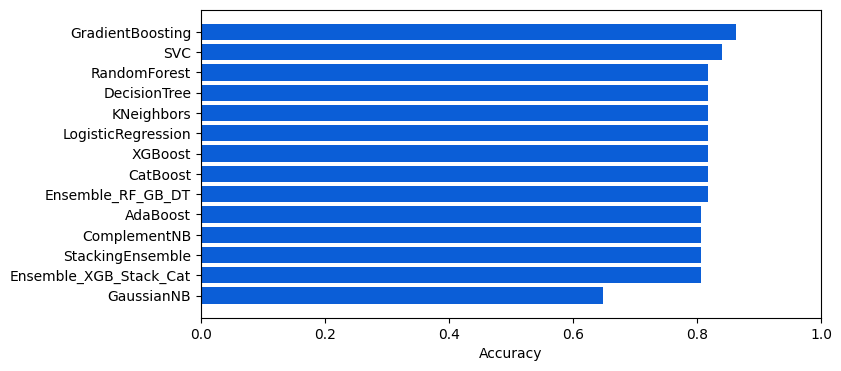 GradientBoosting
SVC
RandomForest
DecisionTree
KNeighbors
LogisticRegression
XGBoost
CatBoost
Ensemble_RF_GB_DT
AdaBoost
ComplementNB
StackingEnsemble
Ensemble_XGB_Stack_Cat
GaussianNB
0.0 0.2 0.4 0.6 0.8 1.0
Accuracy